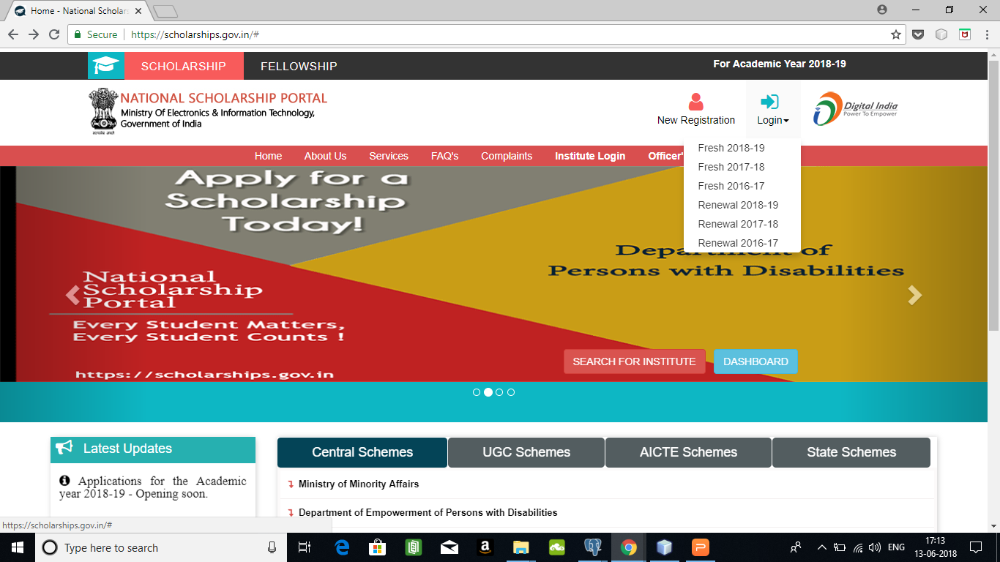 Home - National Scholar
Secure https://scholarships.gov.in/#
SCHOLARSHIP FELLOWSHIP For Academic Year 2018-19
NATIONAL SCHOLARSHIP PORTAL
Ministry Of Electronics & Information Technology,
Government of India
New Registration Login
Digital India
Power To Empower
Home About Us Services FAQ's Complaints Institute Login Officer'
Fresh 2018-19
Fresh 2017-18
Fresh 2016-17
Renewal 2018-19
Renewal 2017-18
Renewal 2016-17
Apply for a
Scholarship
Today!
Department of
Persons with Disabilities
National
Scholarship
Portal
Every Student Matters,
Every Student Counts !
https://scholarships.gov.in
SEARCH FOR INSTITUTE DASHBOARD
Latest Updates
Applications for the Academic
year 2018-19 - Opening soon.
Central Schemes UGC Schemes AICTE Schemes State Schemes
Ministry of Minority Affairs
Department of Empowerment of Persons with Disabilities
https://scholarships.gov.in/#
Type here to search
ENG
17:13
13-06-2018